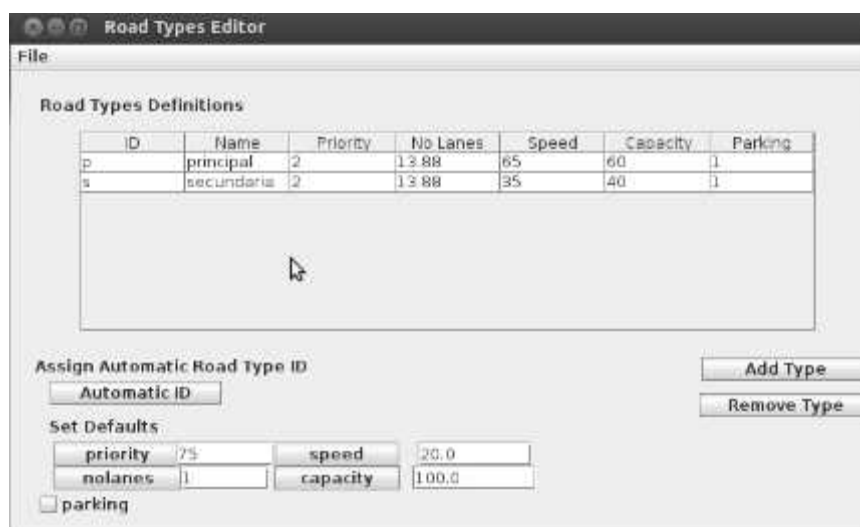 Road Types Editor
File
Road Types Definitions
ID Name Priority No Lanes Speed Capacity Parking
p principal 2 13.88 65 60 1
s secundaria 2 13.88 35 40 1
Assign Automatic Road Type ID
Automatic ID
Add Type
Remove Type
Set Defaults
priority 75 speed 20.0
nolanes 1 capacity 100.0
parking